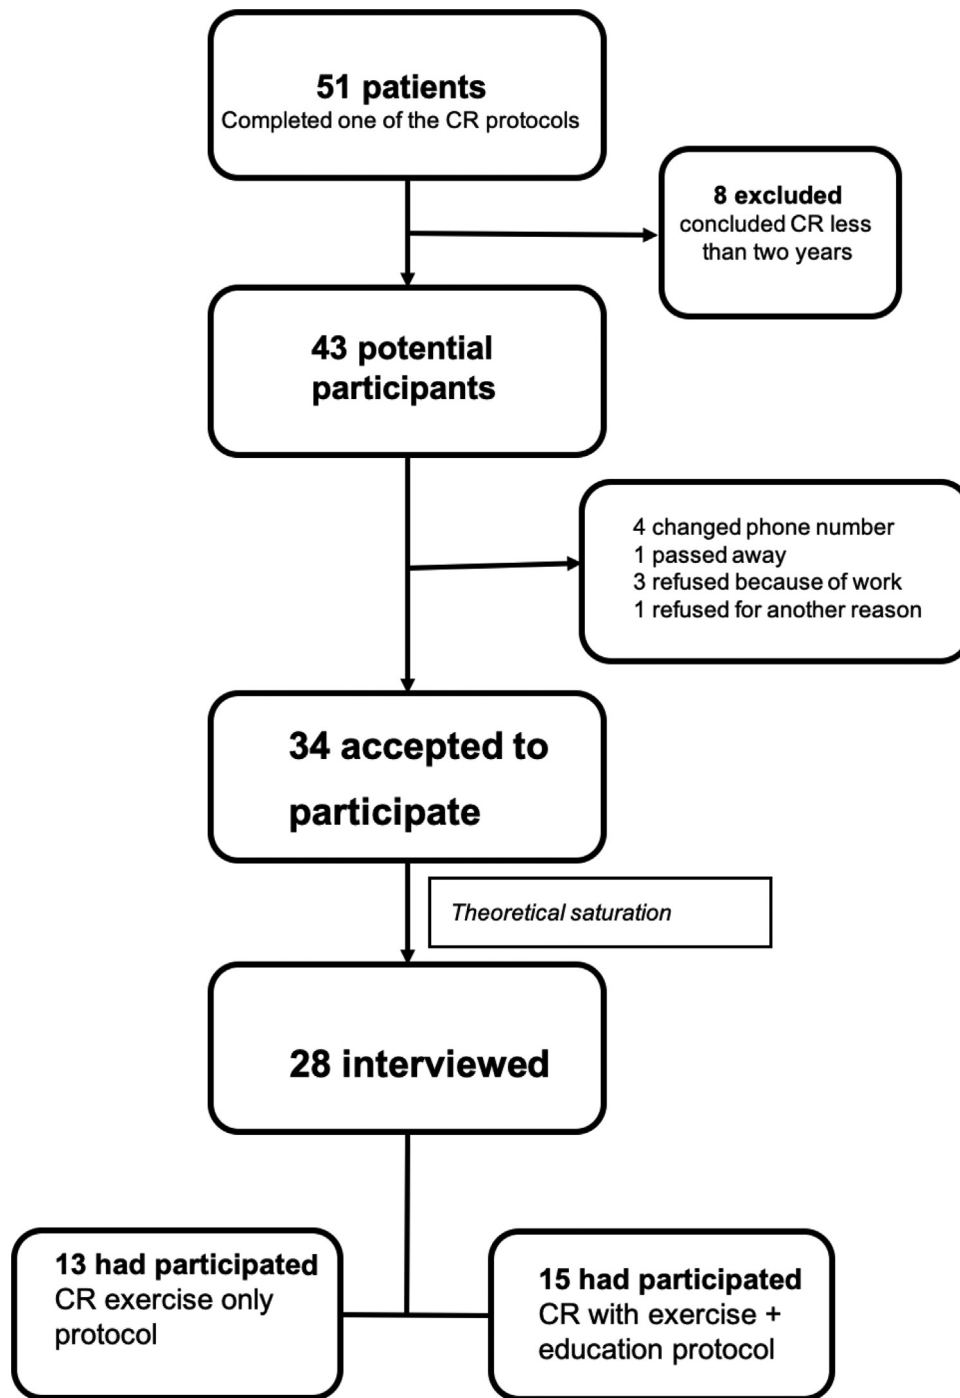 51 patients
Completed one of the CR protocols
8 excluded
concluded CR less
than two years
43 potential
participants
4 changed phone number
1 passed away
3 refused because of work
1 refused for another reason
34 accepted to
participate
Theoretical saturation
28 interviewed
13 had participated
CR exercise only
protocol
15 had participated
CR with exercise +
education protocol